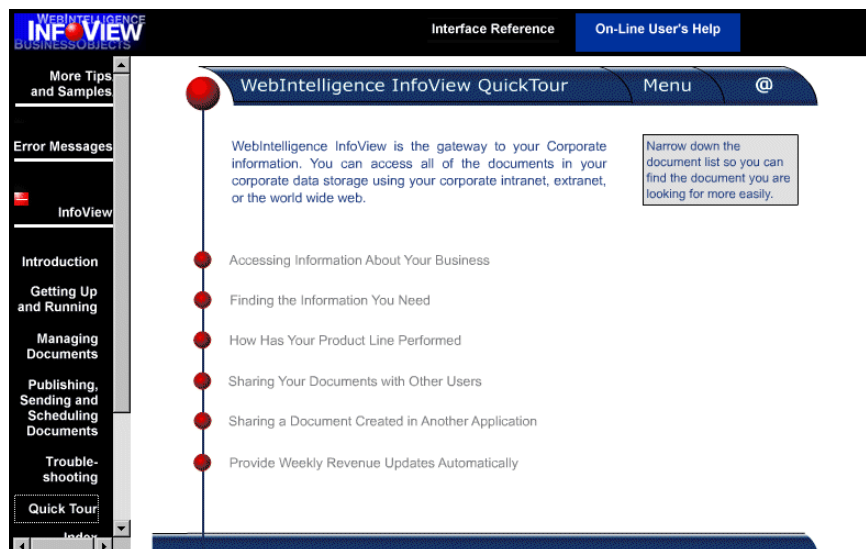 WEBINTELLIGENCE
INFOVIEW
BUSINESSOBJECTS
Interface Reference
On-Line User's Help
More Tips
and Samples
Error Messages
InfoView
Introduction
Getting Up
and Running
Managing
Documents
Publishing,
Sending and
Scheduling
Documents
Trouble-
shooting
Quick Tour
Index
WebIntelligence InfoView QuickTour
Menu
@
WebIntelligence InfoView is the gateway to your Corporate
information. You can access all of the documents in your
corporate data storage using your corporate intranet, extranet,
or the world wide web.
Narrow down the
document list so you can
find the document you are
looking for more easily.
Accessing Information About Your Business
Finding the Information You Need
How Has Your Product Line Performed
Sharing Your Documents with Other Users
Sharing a Document Created in Another Application
Provide Weekly Revenue Updates Automatically